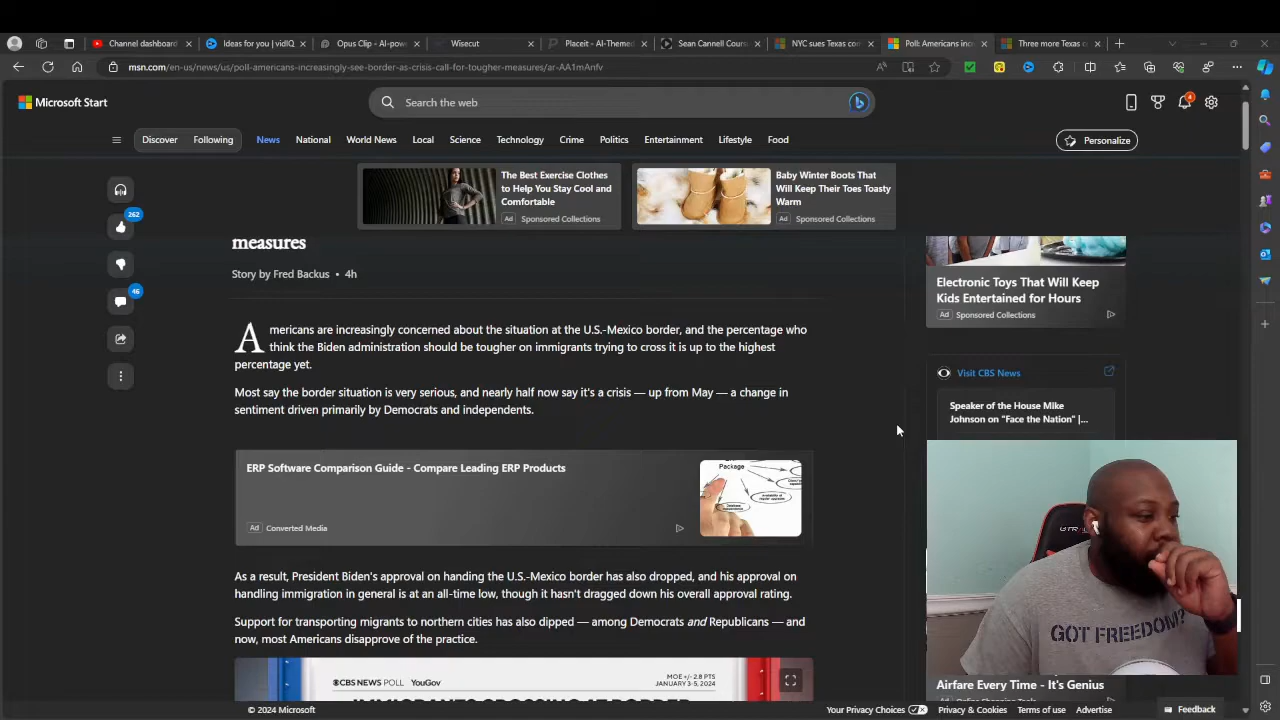 Channel dashboard
Ideas for you | vidIQ
Opus Clip - AI-pow
Wisecut
Placeit - AI-Themed
Sean Cannell Cours
NYC sues Texas co
Poll: Americans inc
Three more Texas c
msn.com/en-us/news/us/poll-americans-increasingly-see-border-as-crisis-call-for-tougher-measures/ar-AA1mAnfv
Microsoft Start
Search the web
4
Discover
Following
News
National
World News
Local
Science
Technology
Crime
Politics
Entertainment
Lifestyle
Food
Personalize
The Best Exercise Clothes
to Help You Stay Cool and
Comfortable
Ad Sponsored Collections
Baby Winter Boots That
Will Keep Their Toes Toasty
Warm
Ad Sponsored Collections
262
46
measures
Story by Fred Backus • 4h
Americans are increasingly concerned about the situation at the U.S.-Mexico border, and the percentage who
think the Biden administration should be tougher on immigrants trying to cross it is up to the highest
percentage yet.
Most say the border situation is very serious, and nearly half now say it's a crisis — up from May — a change in
sentiment driven primarily by Democrats and independents.
ERP Software Comparison Guide - Compare Leading ERP Products
Package
Ad Converted Media
As a result, President Biden's approval on handing the U.S.-Mexico border has also dropped, and his approval on
handling immigration in general is at an all-time low, though it hasn't dragged down his overall approval rating.
Support for transporting migrants to northern cities has also dipped — among Democrats and Republicans — and
now, most Americans disapprove of the practice.
CBS NEWS POLL YouGov
MOE +/- 2.8 PTS
JANUARY 3-5, 2024
Electronic Toys That Will Keep
Kids Entertained for Hours
Ad Sponsored Collections
Visit CBS News
Speaker of the House Mike
Johnson on "Face the Nation" |...
GOT FREEDOM?
Airfare Every Time - It's Genius
© 2024 Microsoft
Your Privacy Choices
Privacy & Cookies
Terms of use
Advertise
Feedback